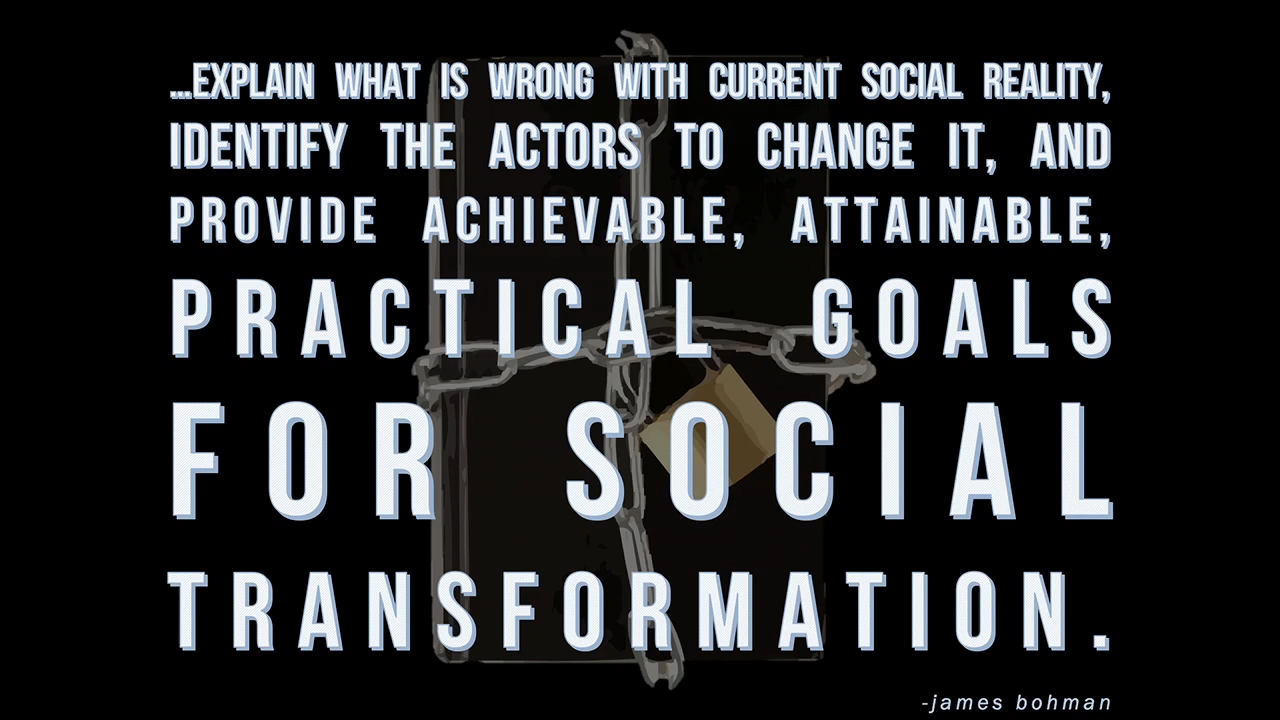 …EXPLAIN WHAT IS WRONG WITH CURRENT SOCIAL REALITY,
IDENTIFY THE ACTORS TO CHANGE IT, AND
PROVIDE ACHIEVABLE, ATTAINABLE,
PRACTICAL GOALS
FOR SOCIAL
TRANSFORMATION.
-james bohman